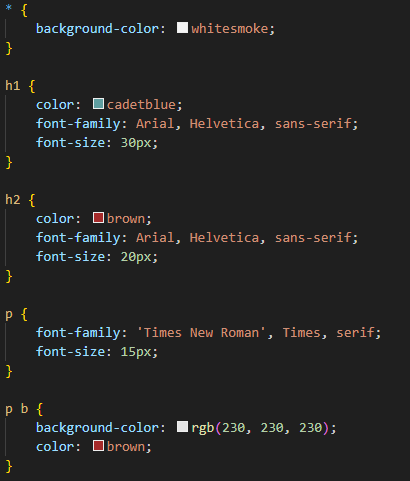 * {
    background-color: whitesmoke;
}

h1 {
    color: cadetblue;
    font-family: Arial, Helvetica, sans-serif;
    font-size: 30px;
}

h2 {
    color: brown;
    font-family: Arial, Helvetica, sans-serif;
    font-size: 20px;
}

p {
    font-family: 'Times New Roman', Times, serif;
    font-size: 15px;
}

p b {
    background-color: rgb(230, 230, 230);
    color: brown;
}